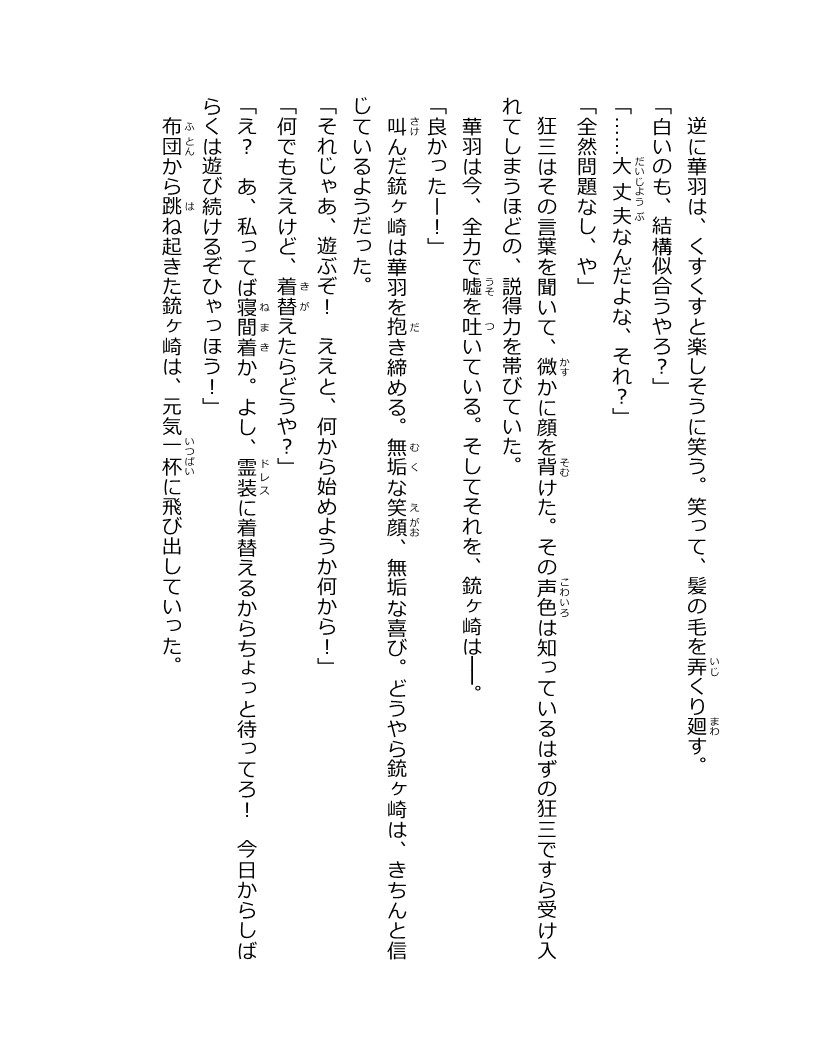 逆に華羽は、くすくすと楽しそうに笑う。笑って、髪の毛を弄くり廻す。
「白いのも、結構似合うやろ？」
「……大丈夫なんだよな、それ？」
「全然問題なし、や」
狂三はその言葉を聞いて、微かに顔を背けた。その声色は知っているはずの狂三ですら受け入
れてしまうほどの、説得力を帯びていた。
華羽は今、全力で嘘を吐いている。そしてそれを、銃ヶ崎は――。
「良かったー！」
叫んだ銃ヶ崎は華羽を抱き締める。無垢な笑顔、無垢な喜び。どうやら銃ヶ崎は、きちんと信
じているようだった。
「それじゃあ、遊ぶぞ！　ええと、何から始めようか何から！」
「何でもええけど、着替えたらどうや？」
「え？　あ、私ってば寝間着か。よし、霊装に着替えるからちょっと待ってろ！　今日からしば
らくは遊び続けるぞひゃっほう！」
布団から跳ね起きた銃ヶ崎は、元気一杯に飛び出していった。